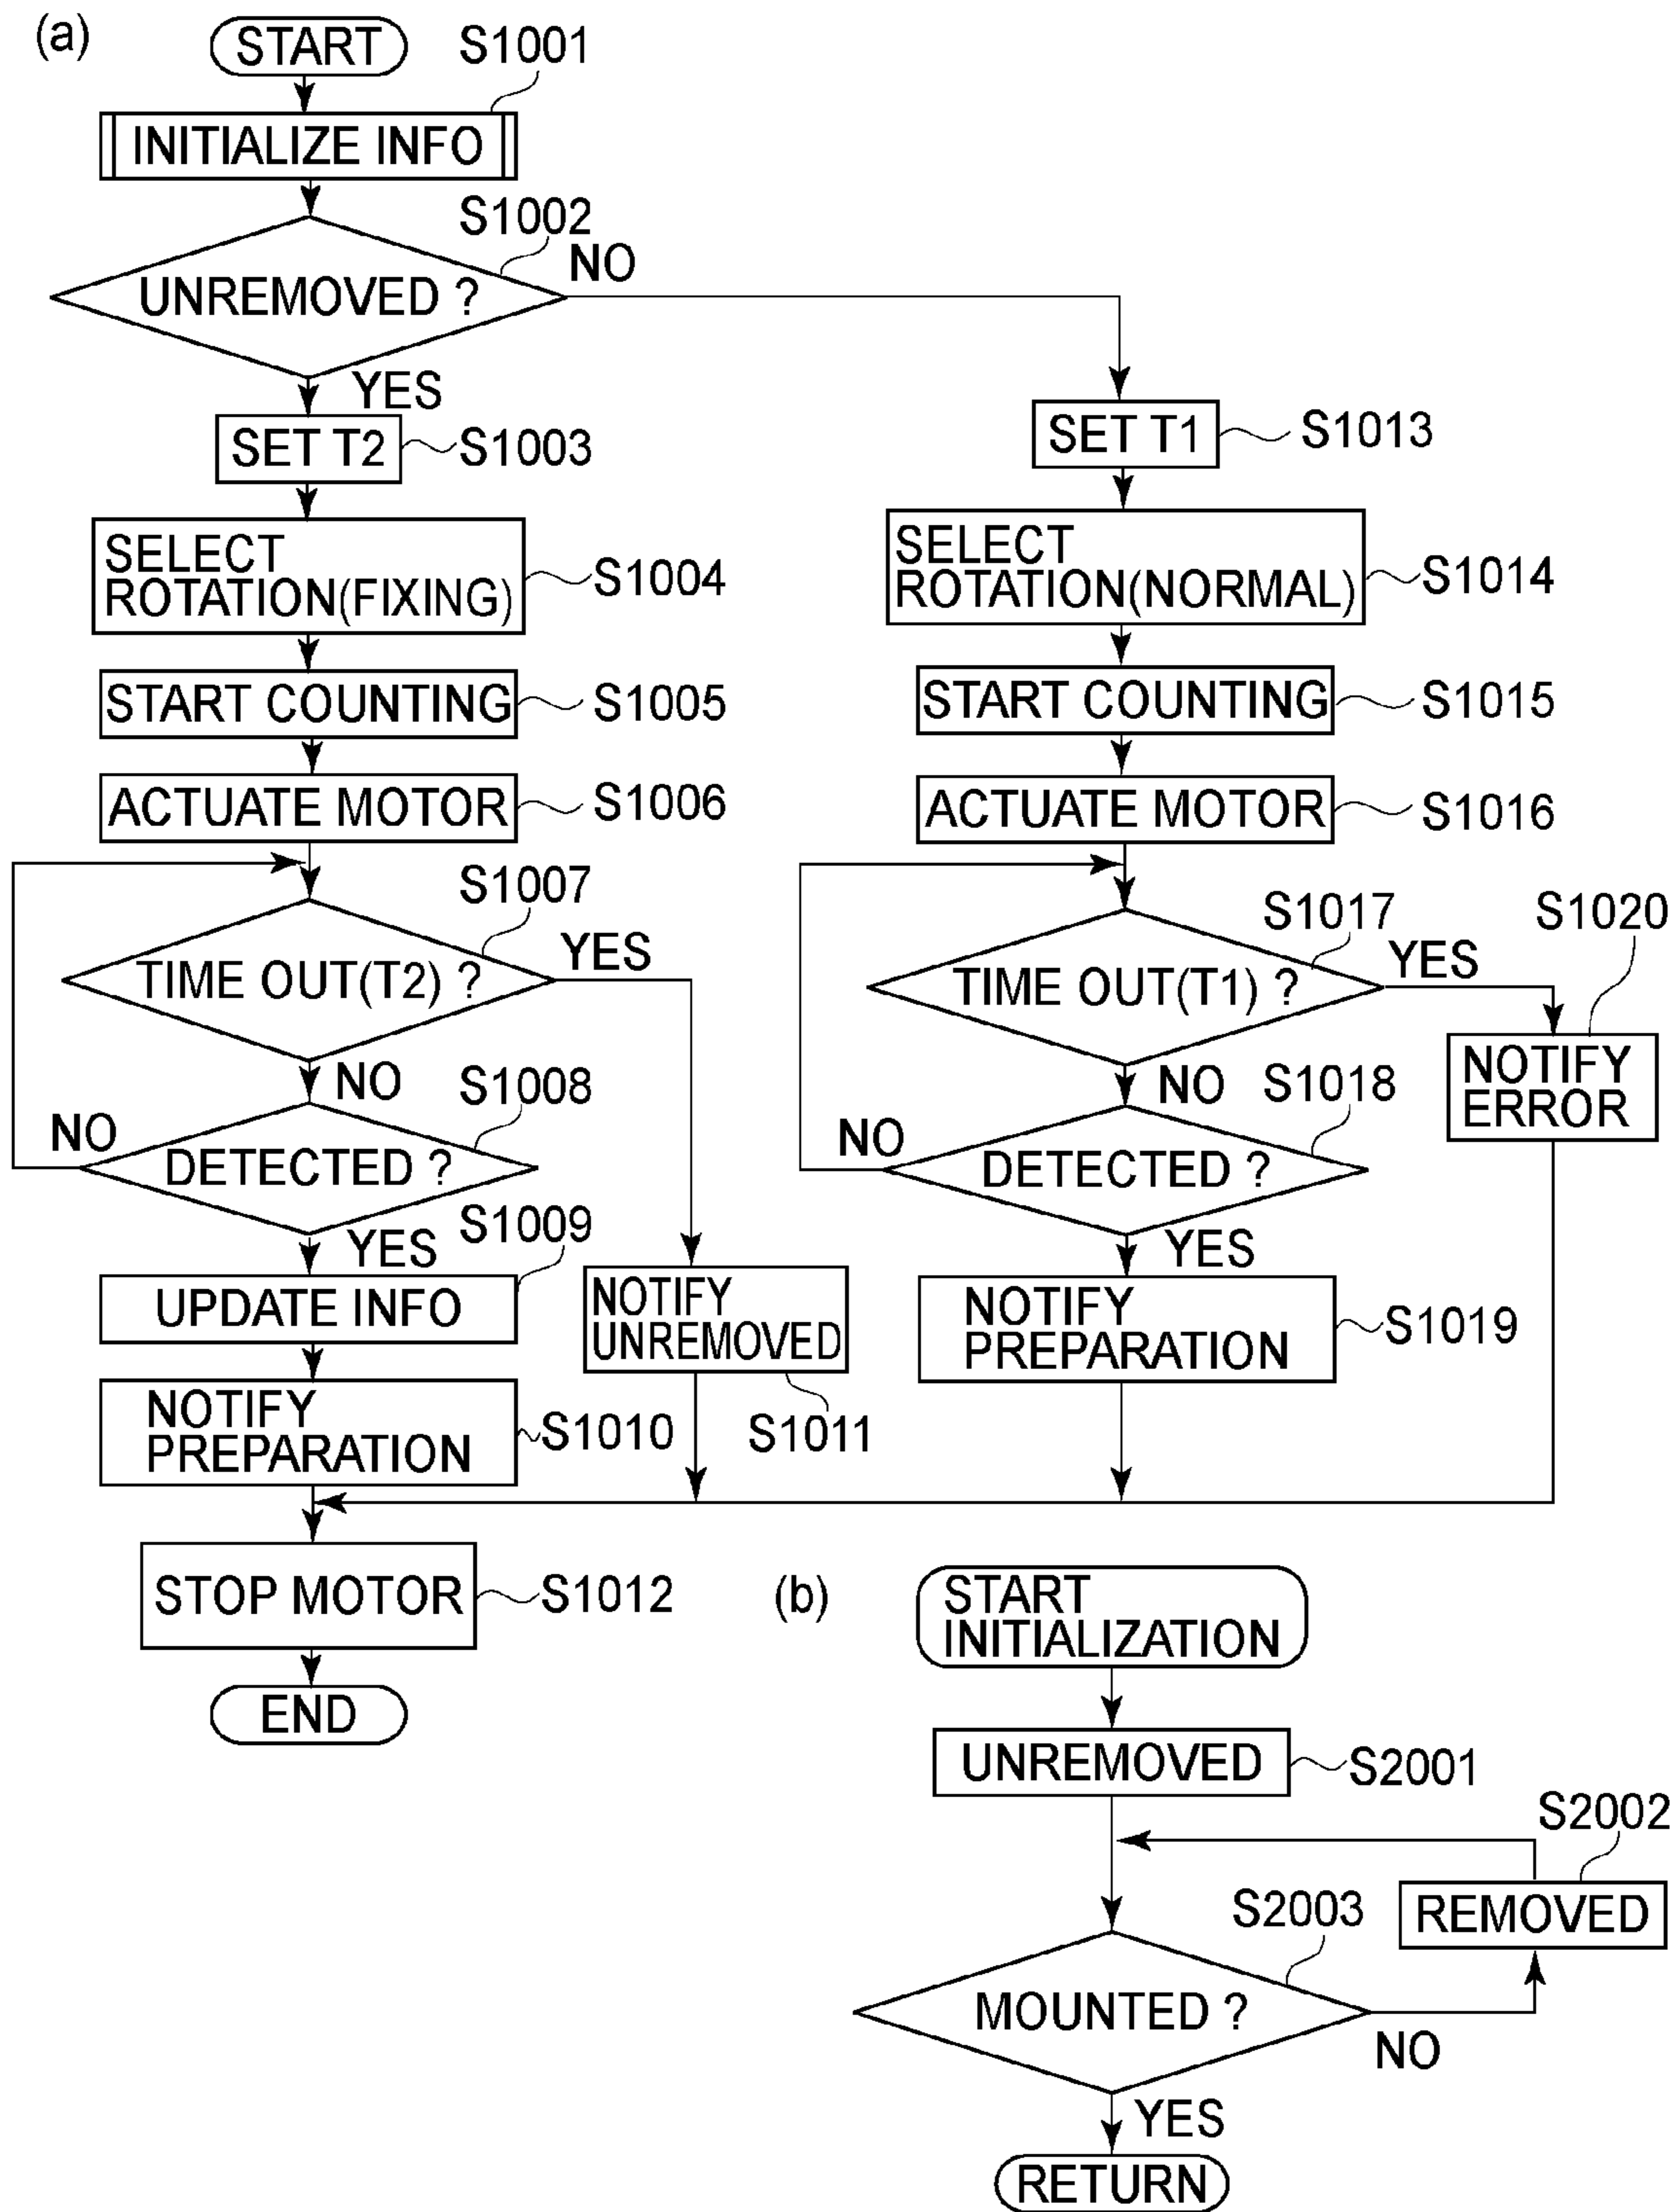 (a)
START
S1001
INITIALIZE INFO
S1002
UNREMOVED ?
NO
YES
SET T2
S1003
SET T1
S1013
SELECT
ROTATION(FIXING)
S1004
SELECT
ROTATION(NORMAL)
S1014
START COUNTING
S1005
START COUNTING
S1015
ACTUATE MOTOR
S1006
ACTUATE MOTOR
S1016
S1007
TIME OUT(T2) ?
YES
NO
S1017
TIME OUT(T1) ?
YES
NO
S1020
NOTIFY
ERROR
S1008
DETECTED ?
NO
YES
S1018
DETECTED ?
NO
YES
S1009
UPDATE INFO
NOTIFY
UNREMOVED
S1011
NOTIFY
PREPARATION
S1019
NOTIFY
PREPARATION
S1010
STOP MOTOR
S1012
END
(b)
START
INITIALIZATION
UNREMOVED
S2001
S2002
REMOVED
S2003
MOUNTED ?
NO
YES
RETURN